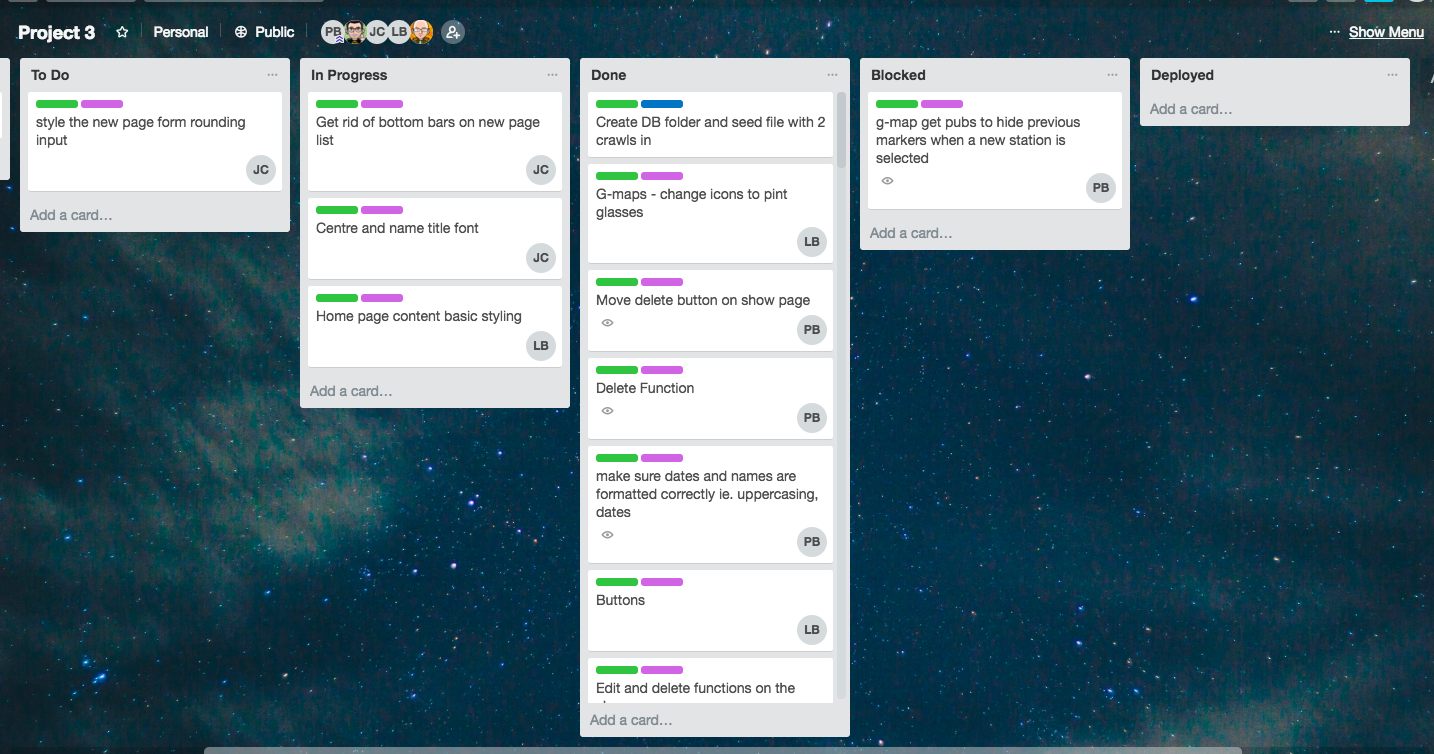 Project 3
Personal
Public
PB
JC
LB
Show Menu
To Do
style the new page form rounding
input
JC
Add a card…
In Progress
Get rid of bottom bars on new page
list
JC
Centre and name title font
JC
Home page content basic styling
LB
Add a card…
Done
Create DB folder and seed file with 2
crawls in
G-maps - change icons to pint
glasses
LB
Move delete button on show page
PB
Delete Function
PB
make sure dates and names are
formatted correctly ie. uppercasing,
dates
PB
Buttons
LB
Edit and delete functions on the
Add a card…
Blocked
g-map get pubs to hide previous
markers when a new station is
selected
PB
Add a card…
Deployed
Add a card…